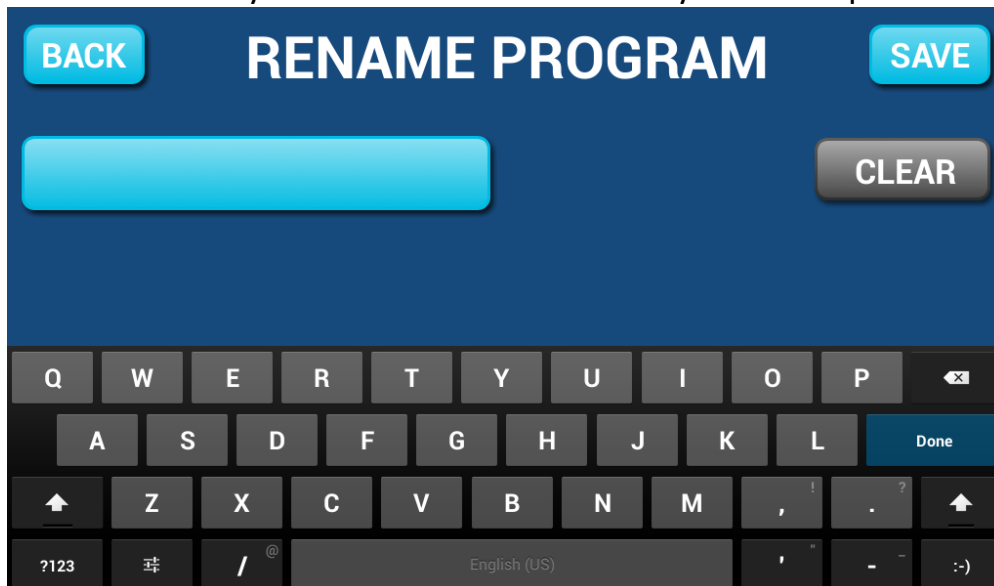 BACK RENAME PROGRAM SAVE
CLEAR
Q W E R T Y U I O P
A S D F G H J K L Done
Z X C V B N M , ! . ?
?123 / @ English (US) ' " - _ :-)